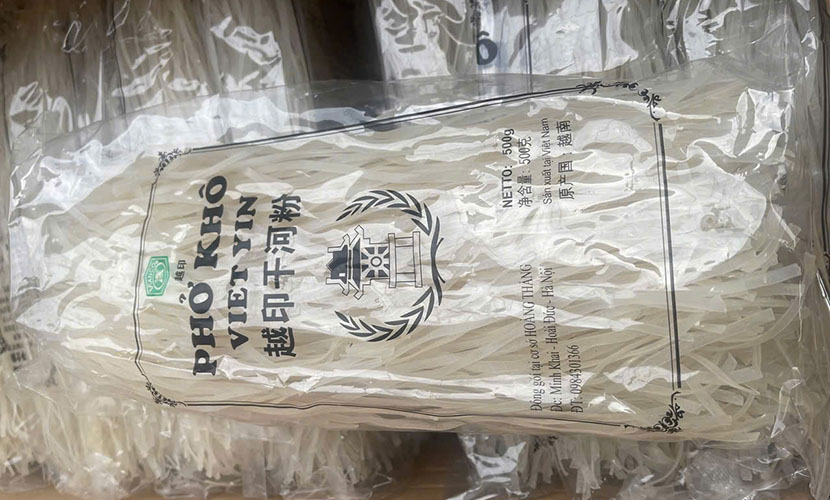 越印
PHỞ KHÔ
VIET YIN
越印干河粉
NETTO: 500g
净含量: 500克
Sản xuất tại Việt Nam
原产国: 越南
Đóng gói tại cơ sở HOÀNG THẮNG
Đc: Minh Khai - Hoài Đức - Hà Nội
ĐT: 0984301366